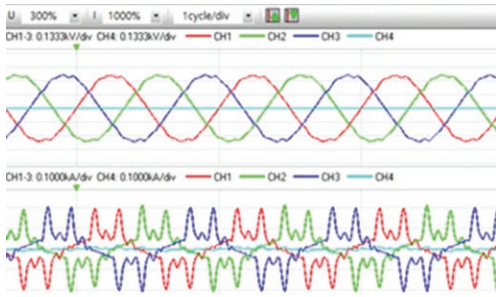 U 300% I 1000% 1cycle/div
CH1-3: 0.1333kV/div CH4: 0.1333kV/div CH1 CH2 CH3 CH4
CH1-3: 0.1000kA/div CH4: 0.1000kA/div CH1 CH2 CH3 CH4